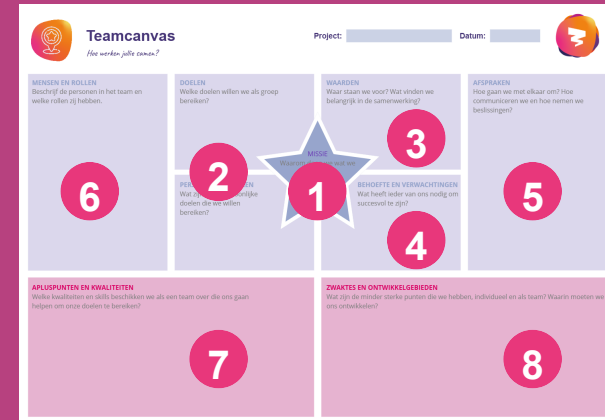 Teamcanvas
Hoe werken jullie samen?
Project:
Datum:
MENSEN EN ROLLEN
Beschrijf de personen in het team en
welke rollen zij hebben.
DOELEN
Welke doelen willen we als groep
bereiken?
WAARDEN
Waar staan we voor? Wat vinden we
belangrijk in de samenwerking?
AFSPRAKEN
Hoe gaan we met elkaar om? Hoe
communiceren we en hoe nemen we
beslissingen?
MISSIE
Waarom
wat we
1
2
3
4
5
6
doelen die we willen
bereiken?
BEHOEFTE EN VERWACHTINGEN
Wat heeft ieder van ons nodig om
succesvol te zijn?
APLUSPUNTEN EN KWALITEITEN
Welke kwaliteiten en skills beschikken we als een team over die ons gaan
helpen om onze doelen te bereiken?
7
ZWAKTES EN ONTWIKKELGEBIEDEN
Wat zijn de minder sterke punten die we hebben, individueel en als team? Waarin moeten we
ons ontwikkelen?
8